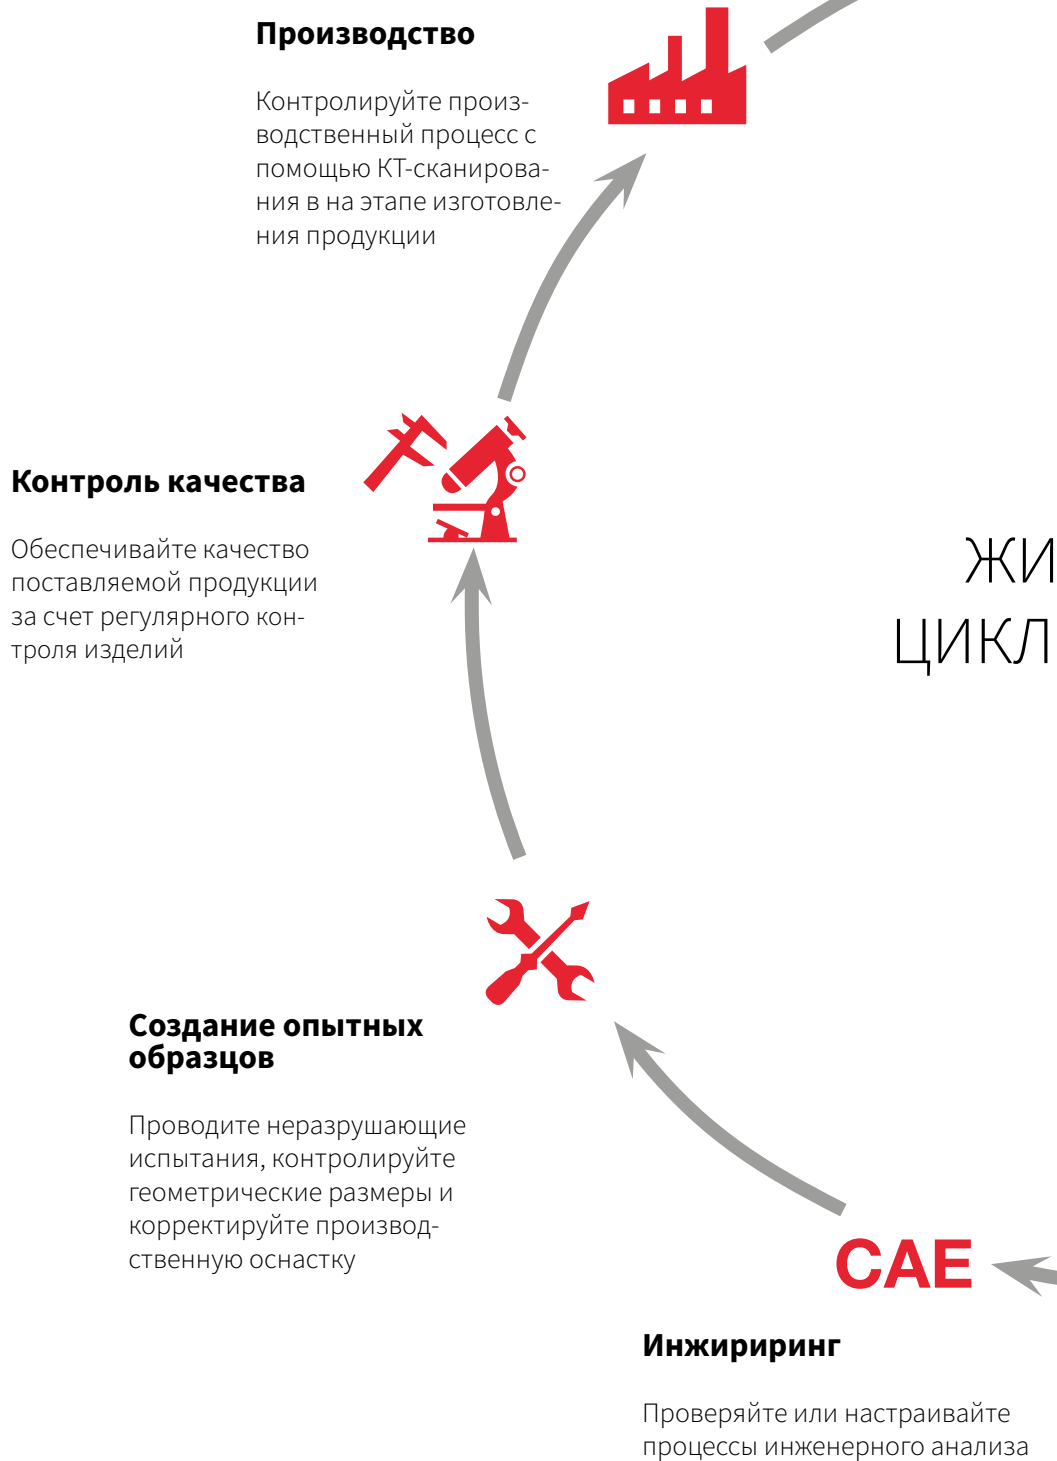 Производство
Контролируйте произ-
водственный процесс с
помощью КТ-сканирова-
ния в на этапе изготовле-
ния продукции
Контроль качества
Обеспечивайте качество
поставляемой продукции
за счет регулярного кон-
троля изделий
ЖИ
ЦИКЛ
Создание опытных
образцов
Проводите неразрушающие
испытания, контролируйте
геометрические размеры и
корректируйте производ-
ственную оснастку
CAE
Инжириринг
Проверяйте или настраивайте
процессы инженерного анализа